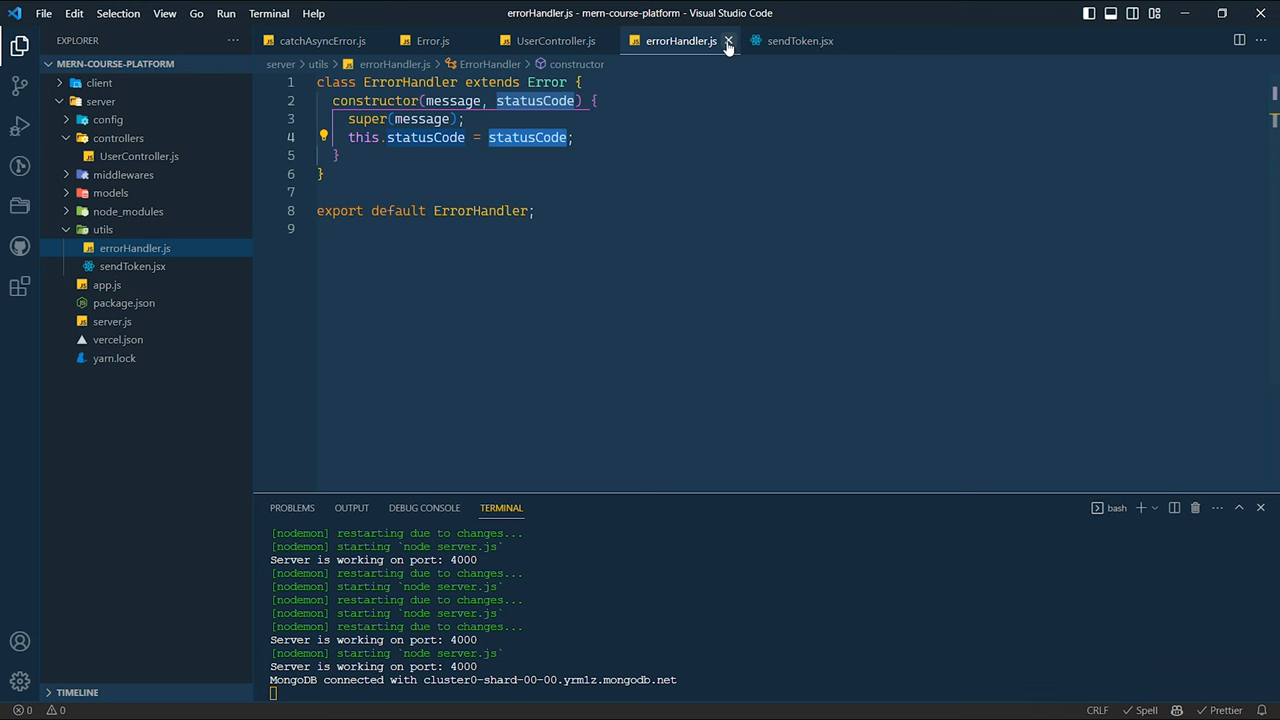 File Edit Selection View Go Run Terminal Help
errorHandler.js - mern-course-platform - Visual Studio Code
EXPLORER
MERN-COURSE-PLATFORM
client
server
config
controllers
UserController.js
middlewares
models
node_modules
utils
errorHandler.js
sendToken.jsx
app.js
package.json
server.js
vercel.json
yarn.lock
TIMELINE
catchAsyncError.js Error.js UserController.js errorHandler.js sendToken.jsx
server > utils > errorHandler.js > ErrorHandler > constructor
1 class ErrorHandler extends Error {
2 constructor(message, statusCode) {
3 super(message);
4 this.statusCode = statusCode;
5 }
6 }
7
8 export default ErrorHandler;
9
PROBLEMS OUTPUT DEBUG CONSOLE TERMINAL
bash
[nodemon] restarting due to changes...
[nodemon] starting `node server.js`
Server is working on port: 4000
[nodemon] restarting due to changes...
[nodemon] starting `node server.js`
[nodemon] restarting due to changes...
[nodemon] starting `node server.js`
[nodemon] restarting due to changes...
Server is working on port: 4000
[nodemon] starting `node server.js`
Server is working on port: 4000
MongoDB connected with cluster0-shard-00-00.yrm1z.mongodb.net
0 0
CRLF Spell Prettier